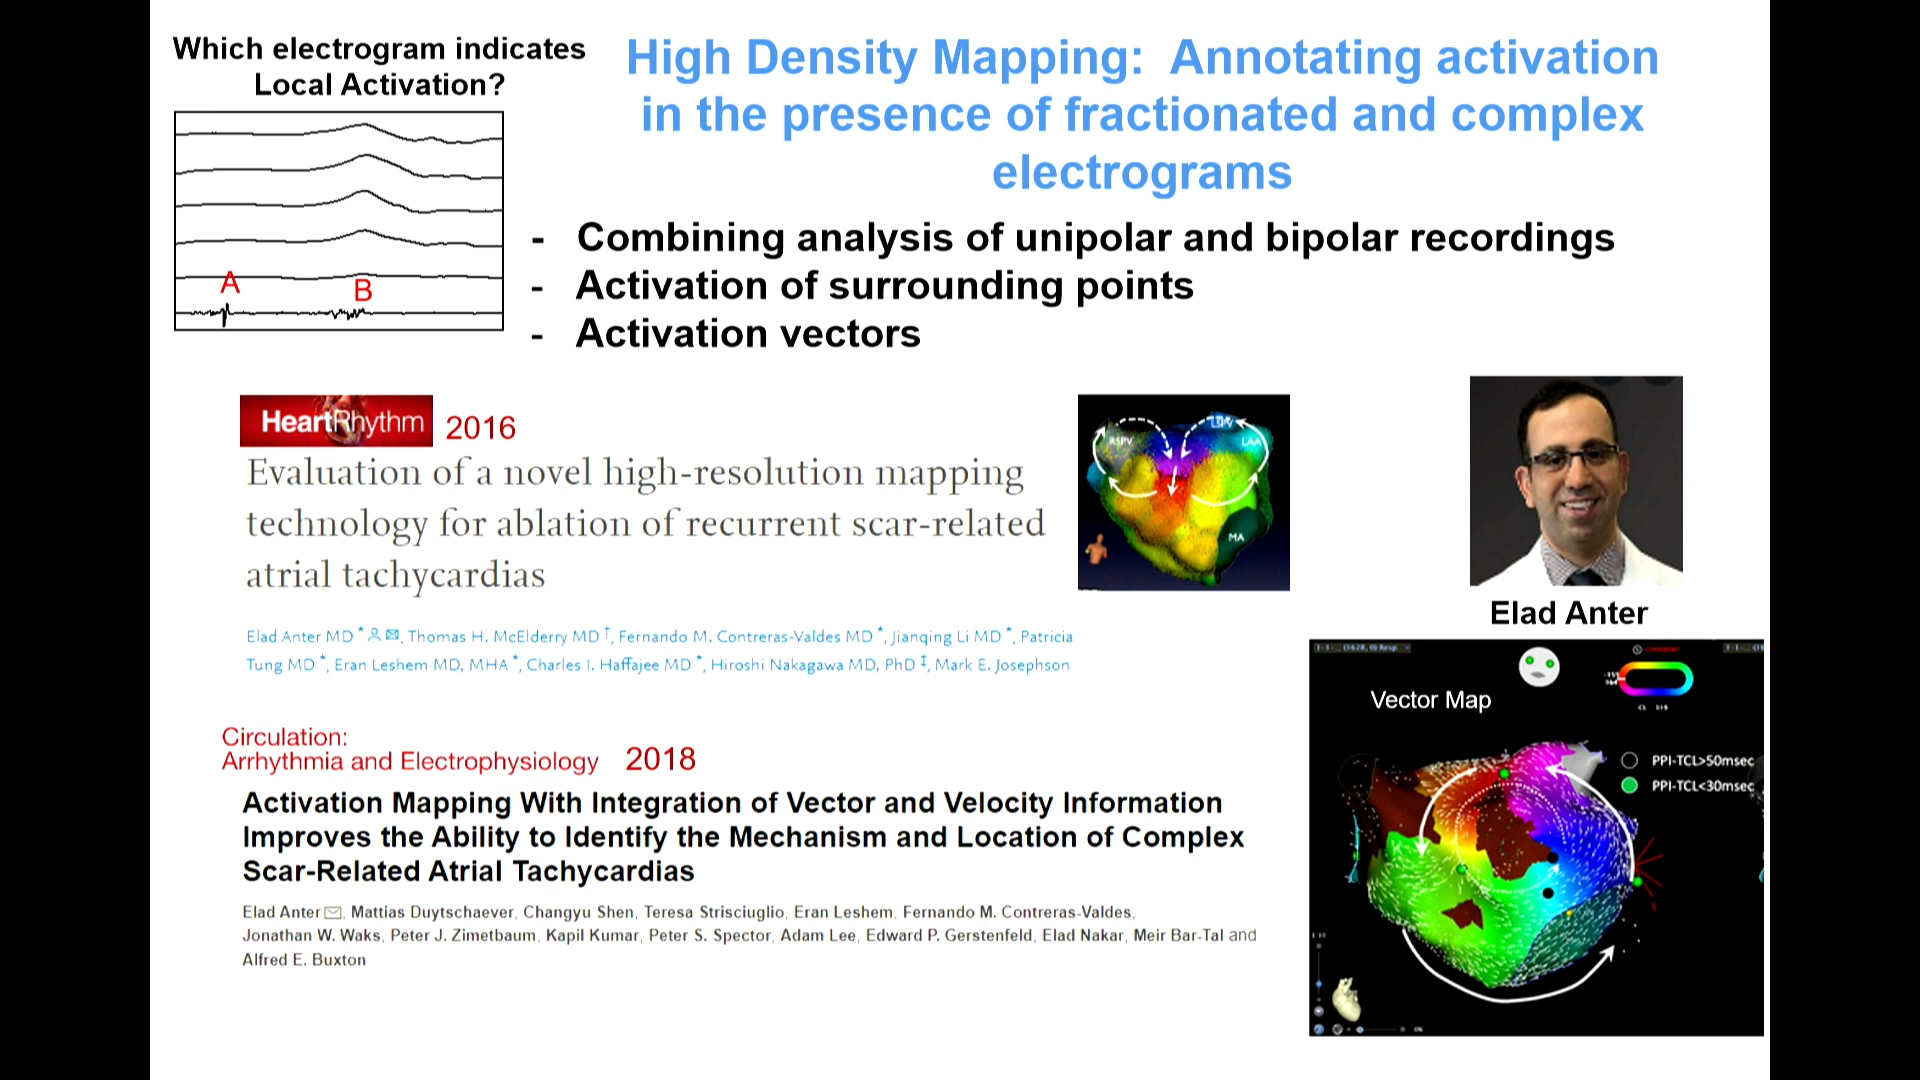 Which electrogram indicates
Local Activation?
High Density Mapping: Annotating activation
in the presence of fractionated and complex
electrograms
A
B
- Combining analysis of unipolar and bipolar recordings
- Activation of surrounding points
- Activation vectors
HeartRhythm 2016
Evaluation of a novel high-resolution mapping
technology for ablation of recurrent scar-related
atrial tachycardias
Elad Anter MD *, Thomas H. McElderry MD †, Fernando M. Contreras-Valdes MD *, Jianqing Li MD *, Patricia
Tung MD *, Eran Leshem MD, MHA *, Charles I. Haffajee MD *, Hiroshi Nakagawa MD, PhD ‡, Mark E. Josephson
RSPV
LSPV
LAA
MA
Elad Anter
Circulation:
Arrhythmia and Electrophysiology 2018
Activation Mapping With Integration of Vector and Velocity Information
Improves the Ability to Identify the Mechanism and Location of Complex
Scar-Related Atrial Tachycardias
Elad Anter, Mattias Duytschaever, Changyu Shen, Teresa Strisciuglio, Eran Leshem, Fernando M. Contreras-Valdes,
Jonathan W. Waks, Peter J. Zimetbaum, Kapil Kumar, Peter S. Spector, Adam Lee, Edward P. Gerstenfeld, Elad Nakar, Meir Bar-Tal and
Alfred E. Buxton
Vector Map
PPI-TCL>50msec
PPI-TCL<30msec